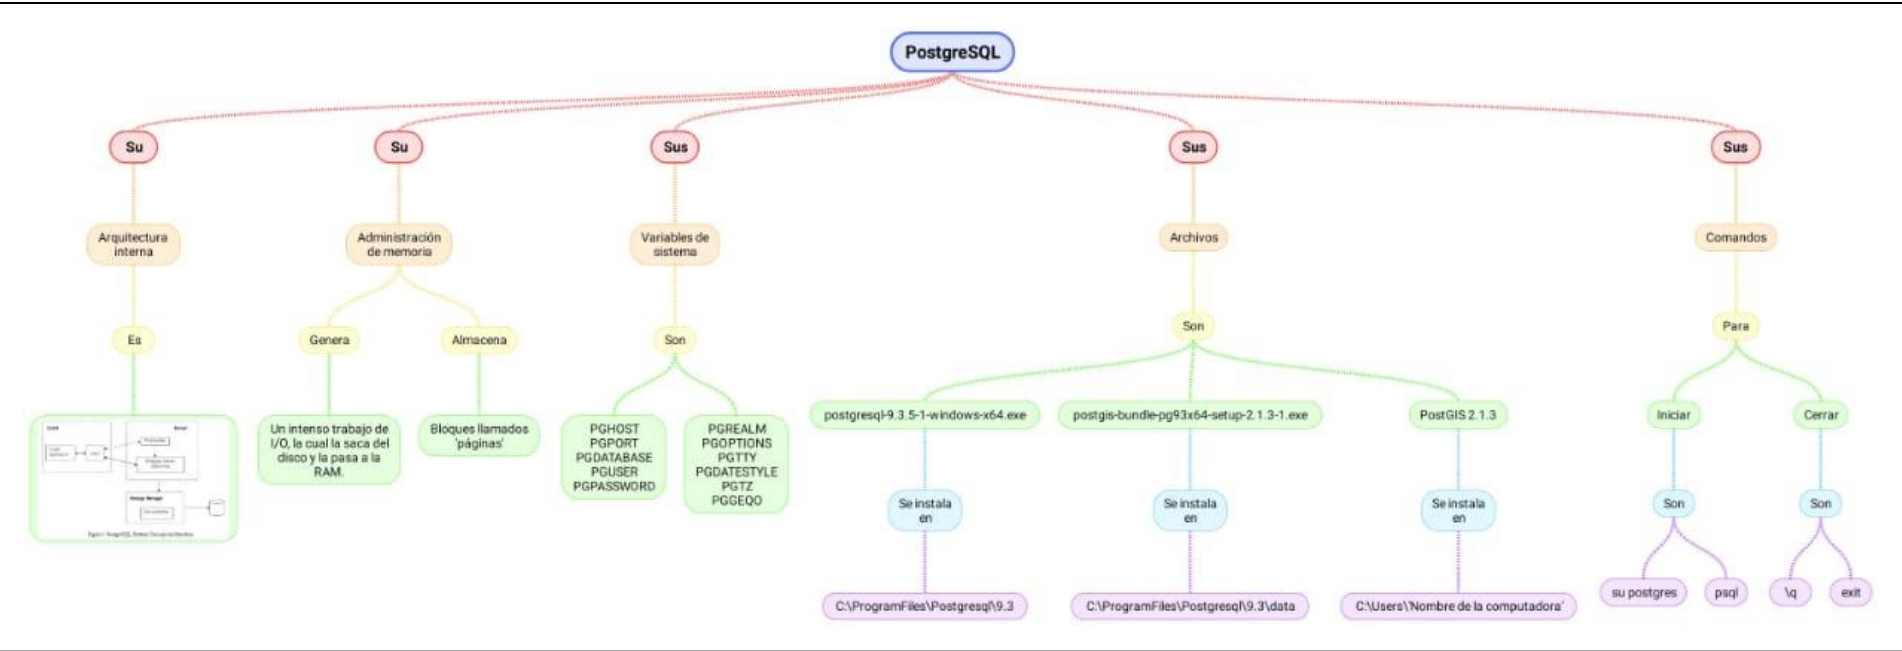 PostgreSQL
Su
Su
Sus
Sus
Sus
Arquitectura
interna
Administración
de memoria
Variables de
sistema
Archivos
Comandos
Es
Genera
Almacena
Son
Son
Para
Un intenso trabajo de
I/O, la cual la saca del
disco y la pasa a la
RAM.
Bloques llamados
'páginas'
PGHOST
PGPORT
PGDATABASE
PGUSER
PGPASSWORD
PGREALM
PGOPTIONS
PGTTY
PGDATESTYLE
PGTZ
PGGEQO
postgresql-9.3.5-1-windows-x64.exe
postgis-bundle-pg93x64-setup-2.1.3-1.exe
PostGIS 2.1.3
Iniciar
Cerrar
Se instala
en
Se instala
en
Se instala
en
Son
Son
C:\ProgramFiles\Postgresql\9.3
C:\ProgramFiles\Postgresql\9.3\data
C:\Users\'Nombre de la computadora'
su postgres
psql
\q
exit